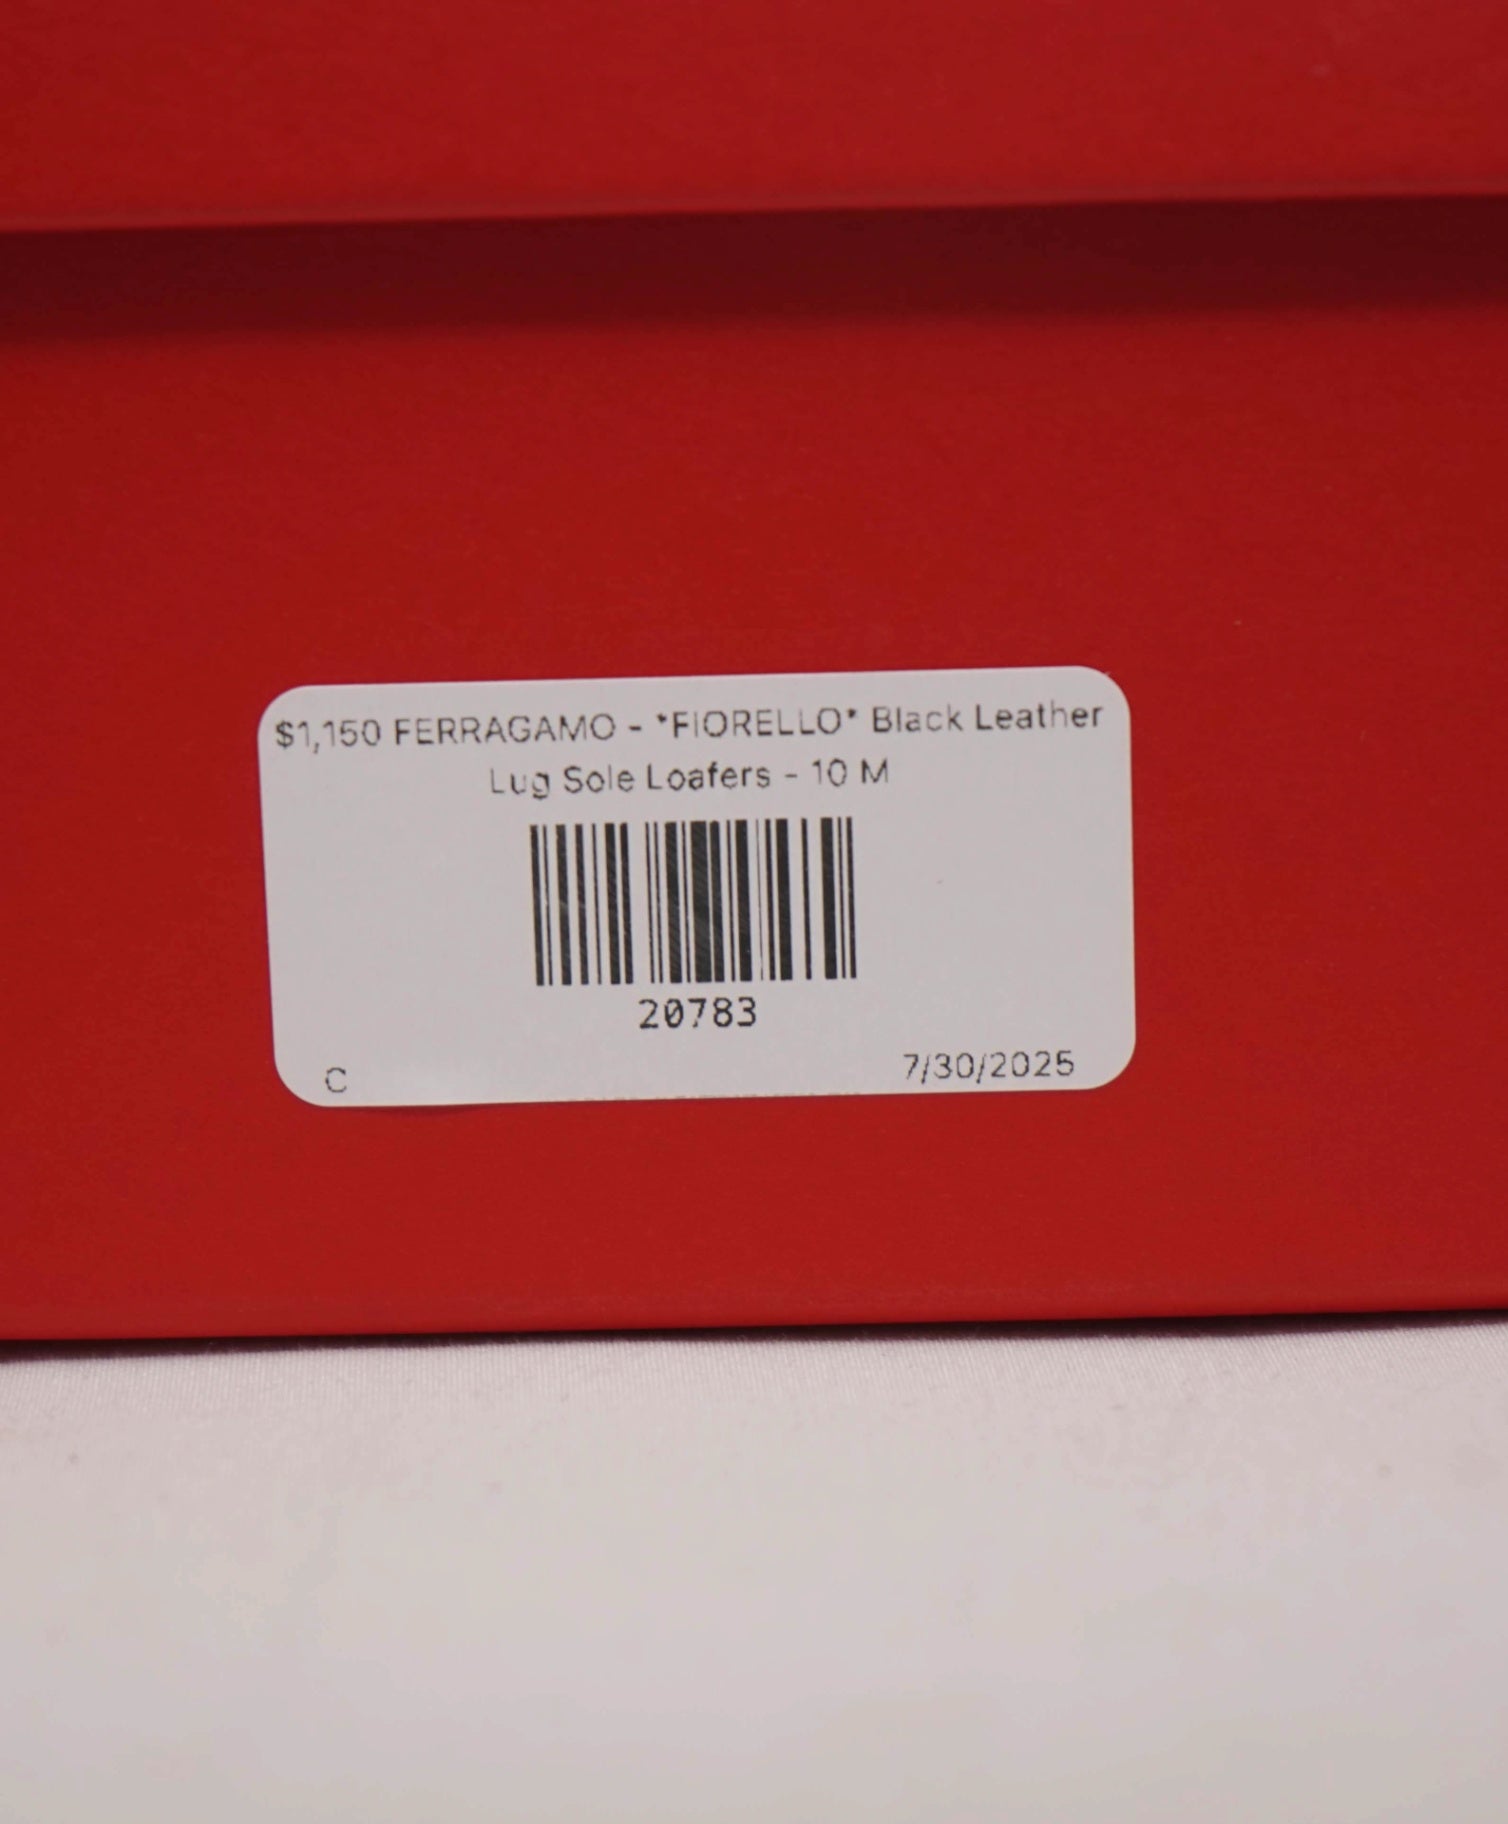 $1,150 FERRAGAMO - *FIORELLO* Black Leather
Lug Sole Loafers - 10 M
20783
C
7/30/2025